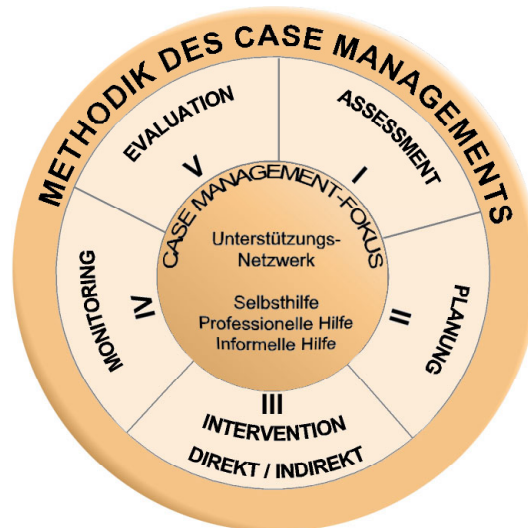 METHODIK DES CASE MANAGEMENTS
ASSESSMENT
I
PLANUNG
II
III
INTERVENTION
DIREKT / INDIREKT
MONITORING
IV
EVALUATION
V
CASE MANAGEMENT-FOKUS
Unterstützungs-
Netzwerk
Selbsthilfe
Professionelle Hilfe
Informelle Hilfe